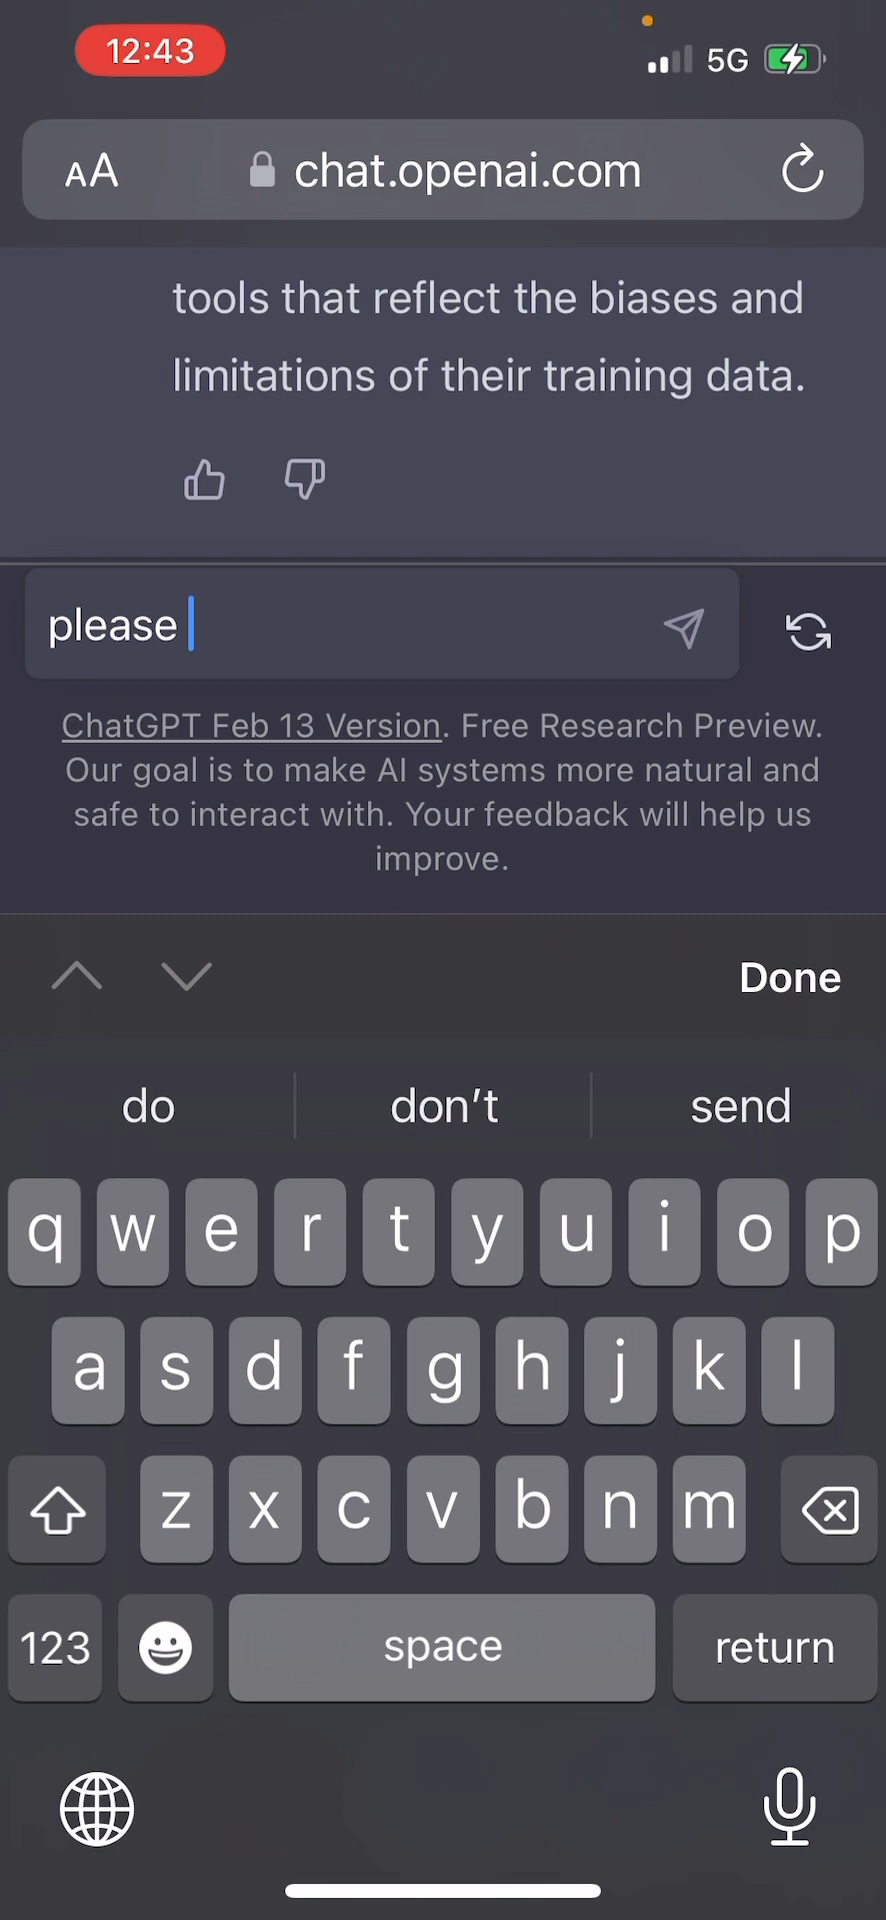 12:43
5G
AA chat.openai.com
tools that reflect the biases and
limitations of their training data.
please
ChatGPT Feb 13 Version. Free Research Preview.
Our goal is to make AI systems more natural and
safe to interact with. Your feedback will help us
improve.
Done
do don't send
q w e r t y u i o p
a s d f g h j k l
z x c v b n m
123 space return